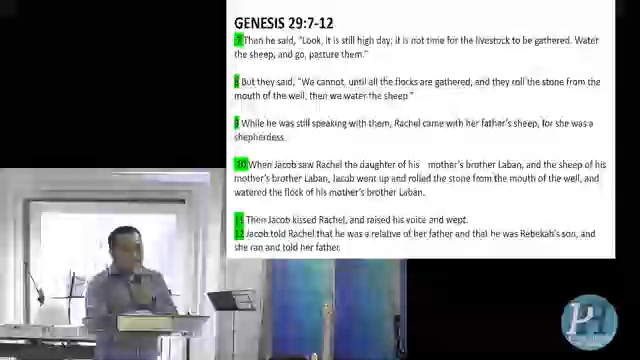 GENESIS 29:7-12
7 Then he said, "Look, it is still high day; it is not time for the livestock to be gathered. Water
the sheep, and go, pasture them."
8 But they said, "We cannot, until all the flocks are gathered, and they roll the stone from the
mouth of the well; then we water the sheep."
9 While he was still speaking with them, Rachel came with her father's sheep, for she was a
shepherdess.
10 When Jacob saw Rachel the daughter of his mother's brother Laban, and the sheep of his
mother's brother Laban, Jacob went up and rolled the stone from the mouth of the well, and
watered the flock of his mother's brother Laban.
11 Then Jacob kissed Rachel, and raised his voice and wept.
12 Jacob told Rachel that he was a relative of her father and that he was Rebekah's son, and
she ran and told her father.